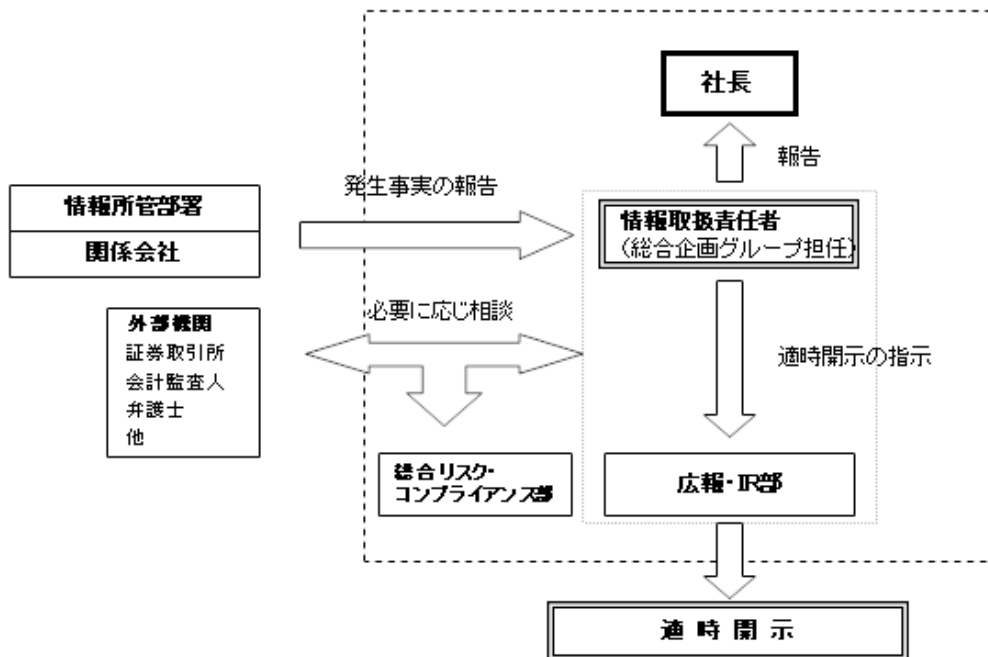 社長
報告
発生事実の報告
情報所管部署
関係会社
情報取扱責任者
（総合企画グループ担任）
必要に応じ相談
外部機関
証券取引所
会計監査人
弁護士
他
適時開示の指示
総合リスク・
コンプライアンス部
広報・IR部
適時開示